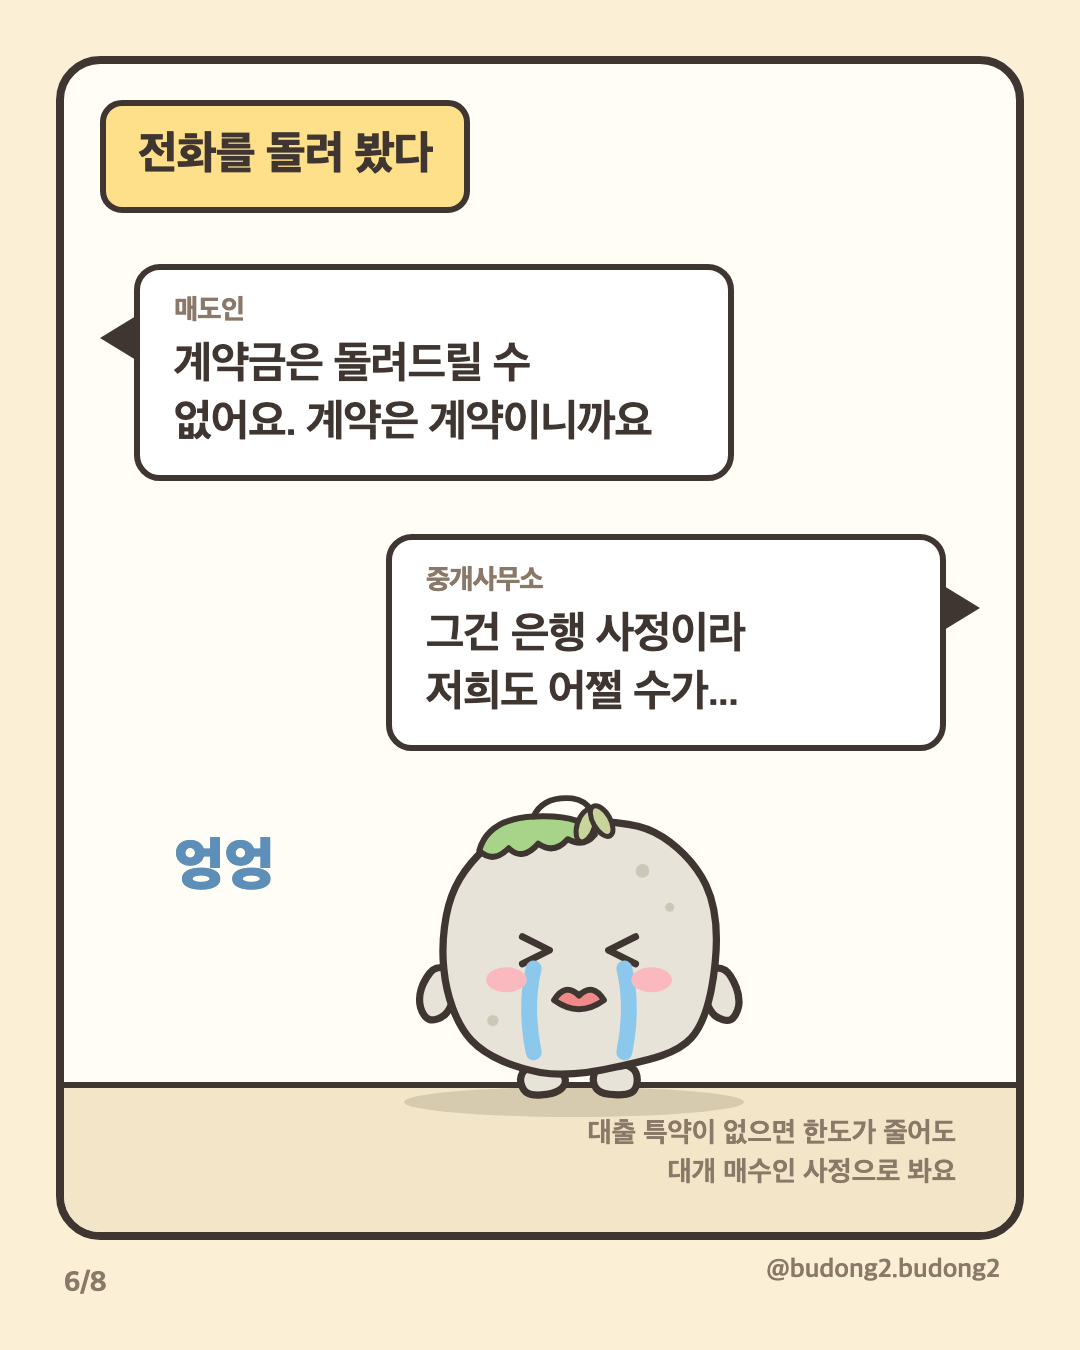 전화를 돌려 봤다
매도인
계약금은 돌려드릴 수
없어요. 계약은 계약이니까요
중개사무소
그건 은행 사정이라
저희도 어쩔 수가...
엉엉
대출 특약이 없으면 한도가 줄어도
대개 매수인 사정으로 봐요
6/8
@budong2.budong2